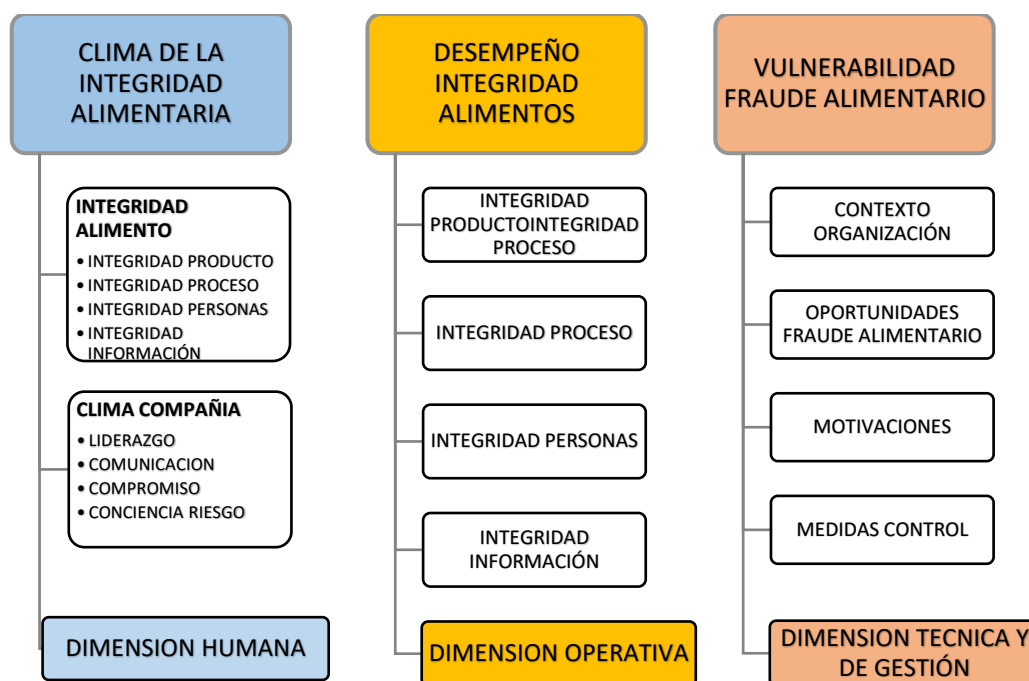 CLIMA DE LA
INTEGRIDAD
ALIMENTARIA
INTEGRIDAD
ALIMENTO
• INTEGRIDAD PRODUCTO
• INTEGRIDAD PROCESO
• INTEGRIDAD PERSONAS
• INTEGRIDAD
INFORMACIÓN
CLIMA COMPAÑIA
• LIDERAZGO
• COMUNICACION
• COMPROMISO
• CONCIENCIA RIESGO
DIMENSION HUMANA
DESEMPEÑO
INTEGRIDAD
ALIMENTOS
INTEGRIDAD
PRODUCTOINTEGRIDAD
PROCESO
INTEGRIDAD PROCESO
INTEGRIDAD PERSONAS
INTEGRIDAD
INFORMACIÓN
DIMENSION OPERATIVA
VULNERABILIDAD
FRAUDE ALIMENTARIO
CONTEXTO
ORGANIZACIÓN
OPORTUNIDADES
FRAUDE ALIMENTARIO
MOTIVACIONES
MEDIDAS CONTROL
DIMENSION TECNICA Y
DE GESTIÓN